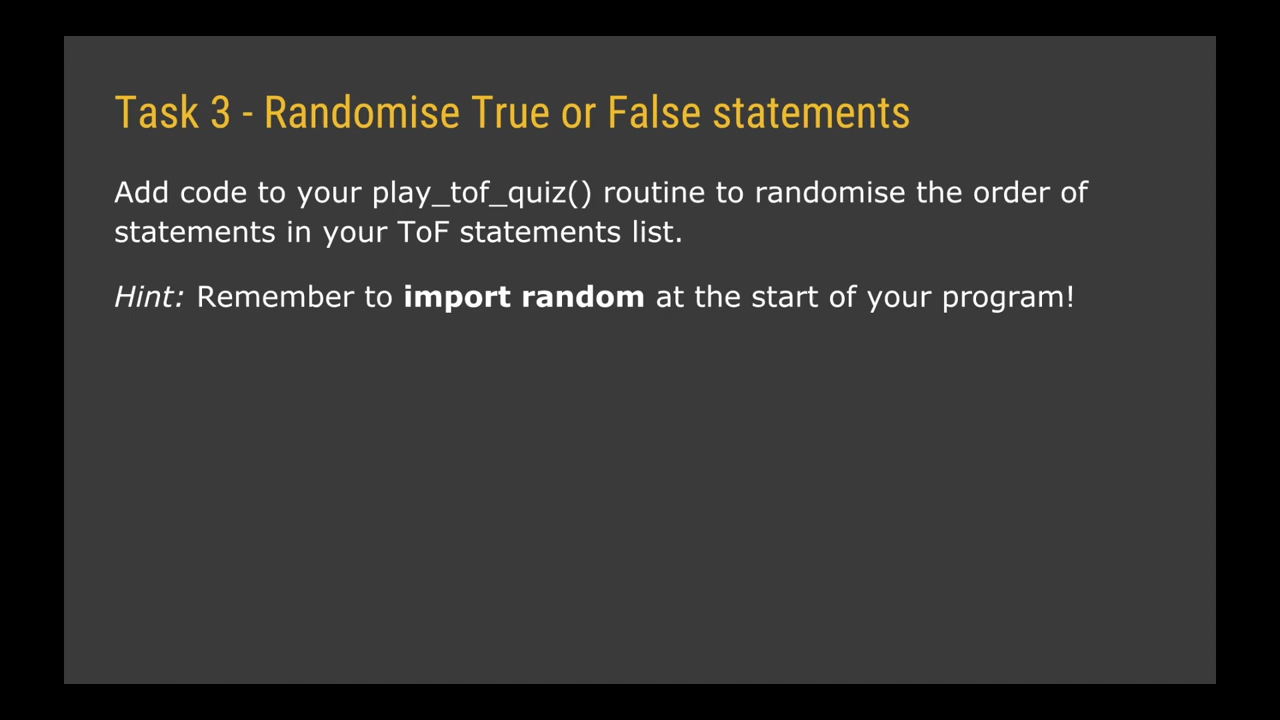 Task 3 - Randomise True or False statements
Add code to your play_tof_quiz() routine to randomise the order of
statements in your ToF statements list.
Hint: Remember to import random at the start of your program!